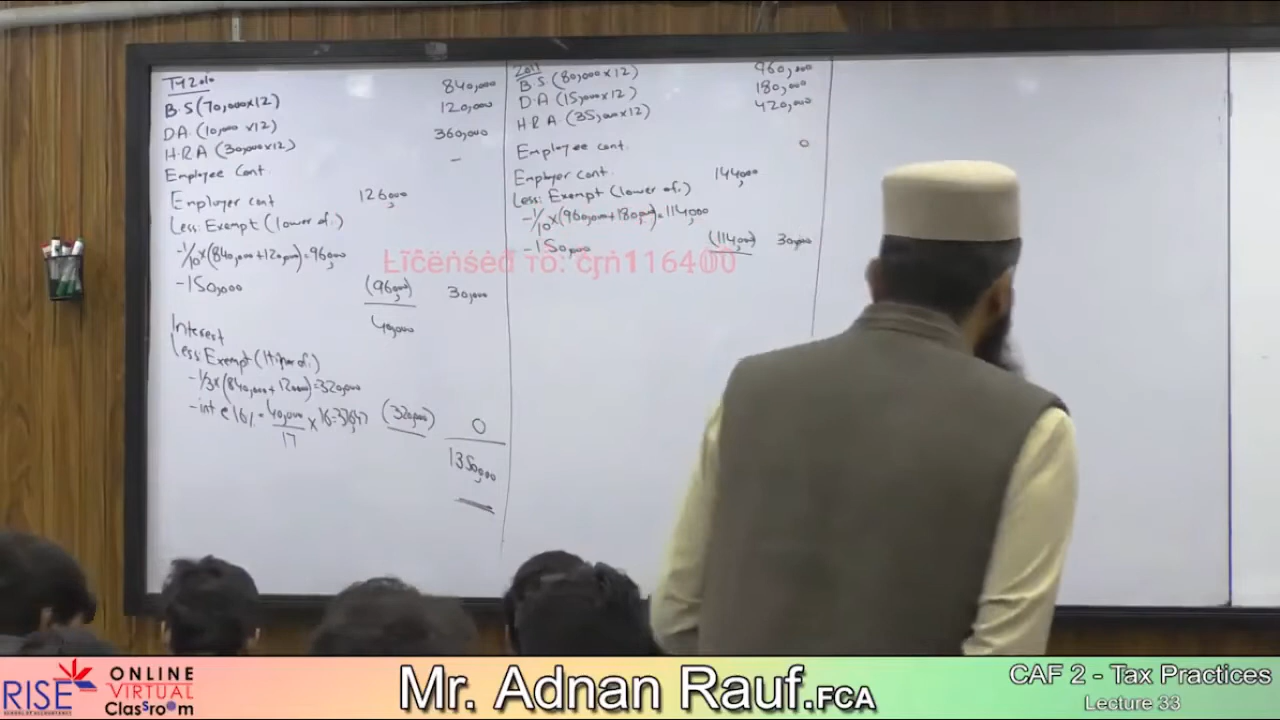 TY2010
B.S (70,000x12) 840,000
D.A. (10,000 x12) 120,000
H.R.A (30,000x12) 360,000
Employee Cont. -
Employer cont 126,000
Less: Exempt (lower of.)
-1/10x(840,000+120,000)=96,000
-150,000 (96,000) 30,000
Interest 40,000
Less Exempt (Higher of.)
-1/3x(840,000+120,000)=320,000
-int @ 16% = 40,000/17 x 16=37,647 (320,000) 0
1350,000
2011
B.S (80,000x12) 960,000
D.A (15,000x12) 180,000
H.R.A. (35,000x12) 420,000
Employee cont. 0
Employer cont. 144,000
Less: Exempt (lower of.)
-1/10x(960,000+180,000)=114,000
-150,000 (114,000) 30,000
Licensed To: crn116400
RISE
SCHOOL OF ACCOUNTANCY
ONLINE
VIRTUAL
Classroom
Mr. Adnan Rauf.FCA
CAF 2 - Tax Practices
Lecture 33